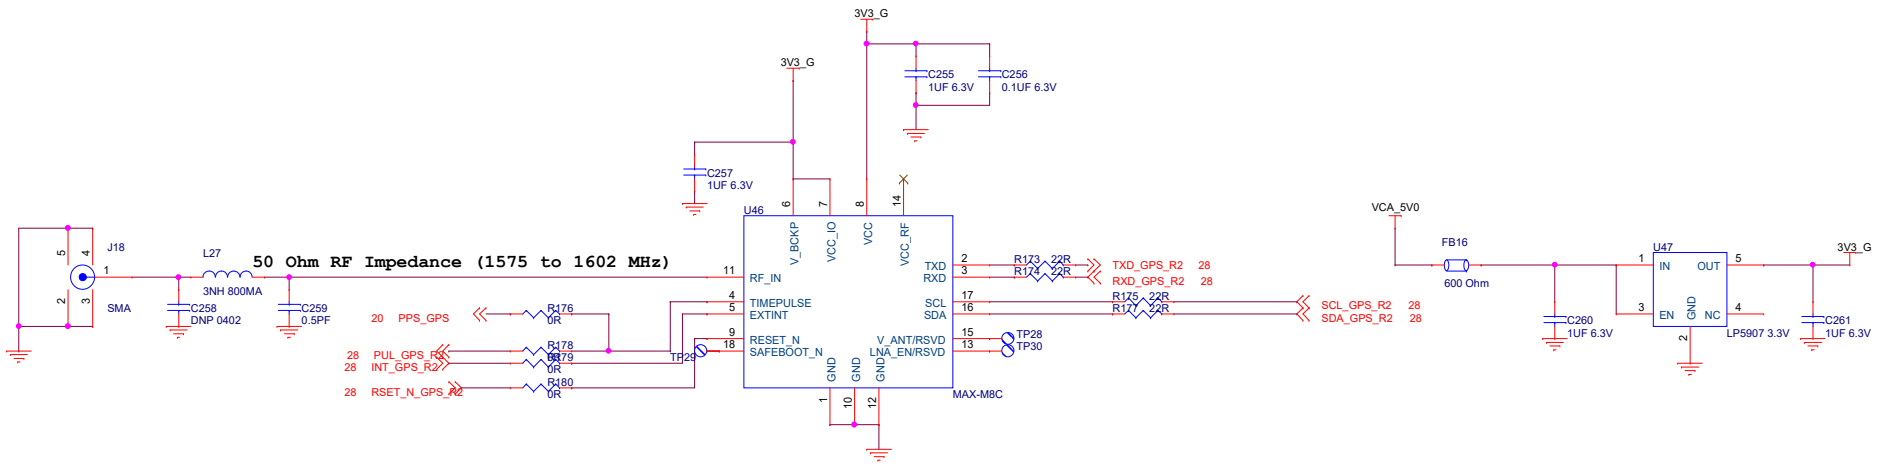 3V3_G
3V3_G
C255
1UF 6.3V
C256
0.1UF 6.3V
C257
1UF 6.3V
U46
6
7
8
14
V_BCKP
VCC_IO
VCC
VCC_RF
J18
5
4
1
2
3
SMA
L27
3NH 800MA
50 Ohm RF Impedance (1575 to 1602 MHz)
C258
DNP 0402
C259
0.5PF
11
RF_IN
4
TIMEPULSE
5
EXTINT
9
RESET_N
18
SAFEBOOT_N
20 PPS_GPS
R176
0R
28 PUL_GPS_R2
R178
28 INT_GPS_R2
R179
0R
TP29
28 RSET_N_GPS_R2
R180
0R
TXD
2
R173 22R
TXD_GPS_R2 28
RXD
3
R174 22R
RXD_GPS_R2 28
SCL
17
R175 22R
SCL_GPS_R2 28
SDA
16
R177 22R
SDA_GPS_R2 28
V_ANT/RSVD
15
TP28
LNA_EN/RSVD
13
TP30
GND
GND
GND
1
10
12
MAX-M8C
VCA_5V0
FB16
600 Ohm
C260
1UF 6.3V
U47
1
IN
OUT
5
3
EN
GND
NC
4
2
LP5907 3.3V
3V3_G
C261
1UF 6.3V